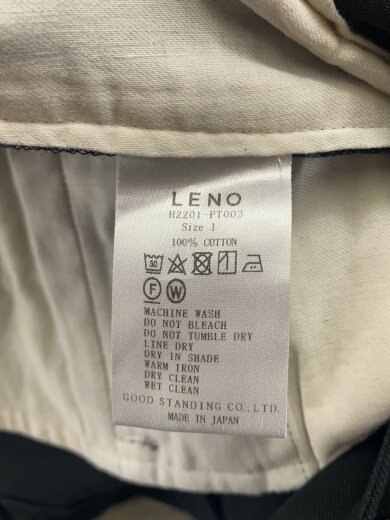 LENO
H2201-PT003
Size 1
100% COTTON
30
F W
MACHINE WASH
DO NOT BLEACH
DO NOT TUMBLE DRY
LINE DRY
DRY IN SHADE
WARM IRON
DRY CLEAN
WET CLEAN
GOOD STANDING CO., LTD.
MADE IN JAPAN